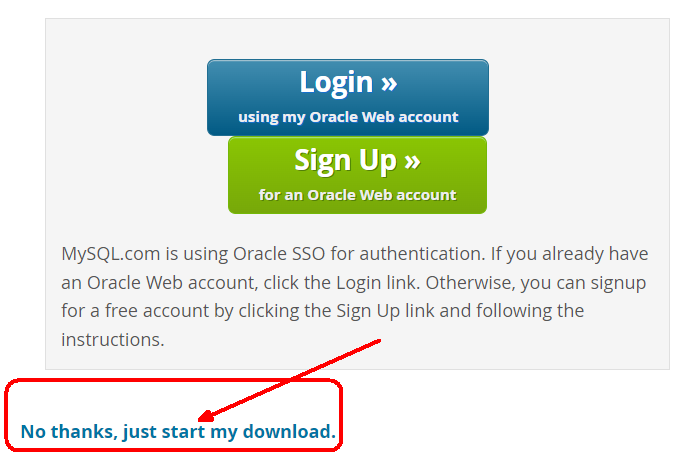 Login »
using my Oracle Web account
Sign Up »
for an Oracle Web account
MySQL.com is using Oracle SSO for authentication. If you already have
an Oracle Web account, click the Login link. Otherwise, you can signup
for a free account by clicking the Sign Up link and following the
instructions.
No thanks, just start my download.